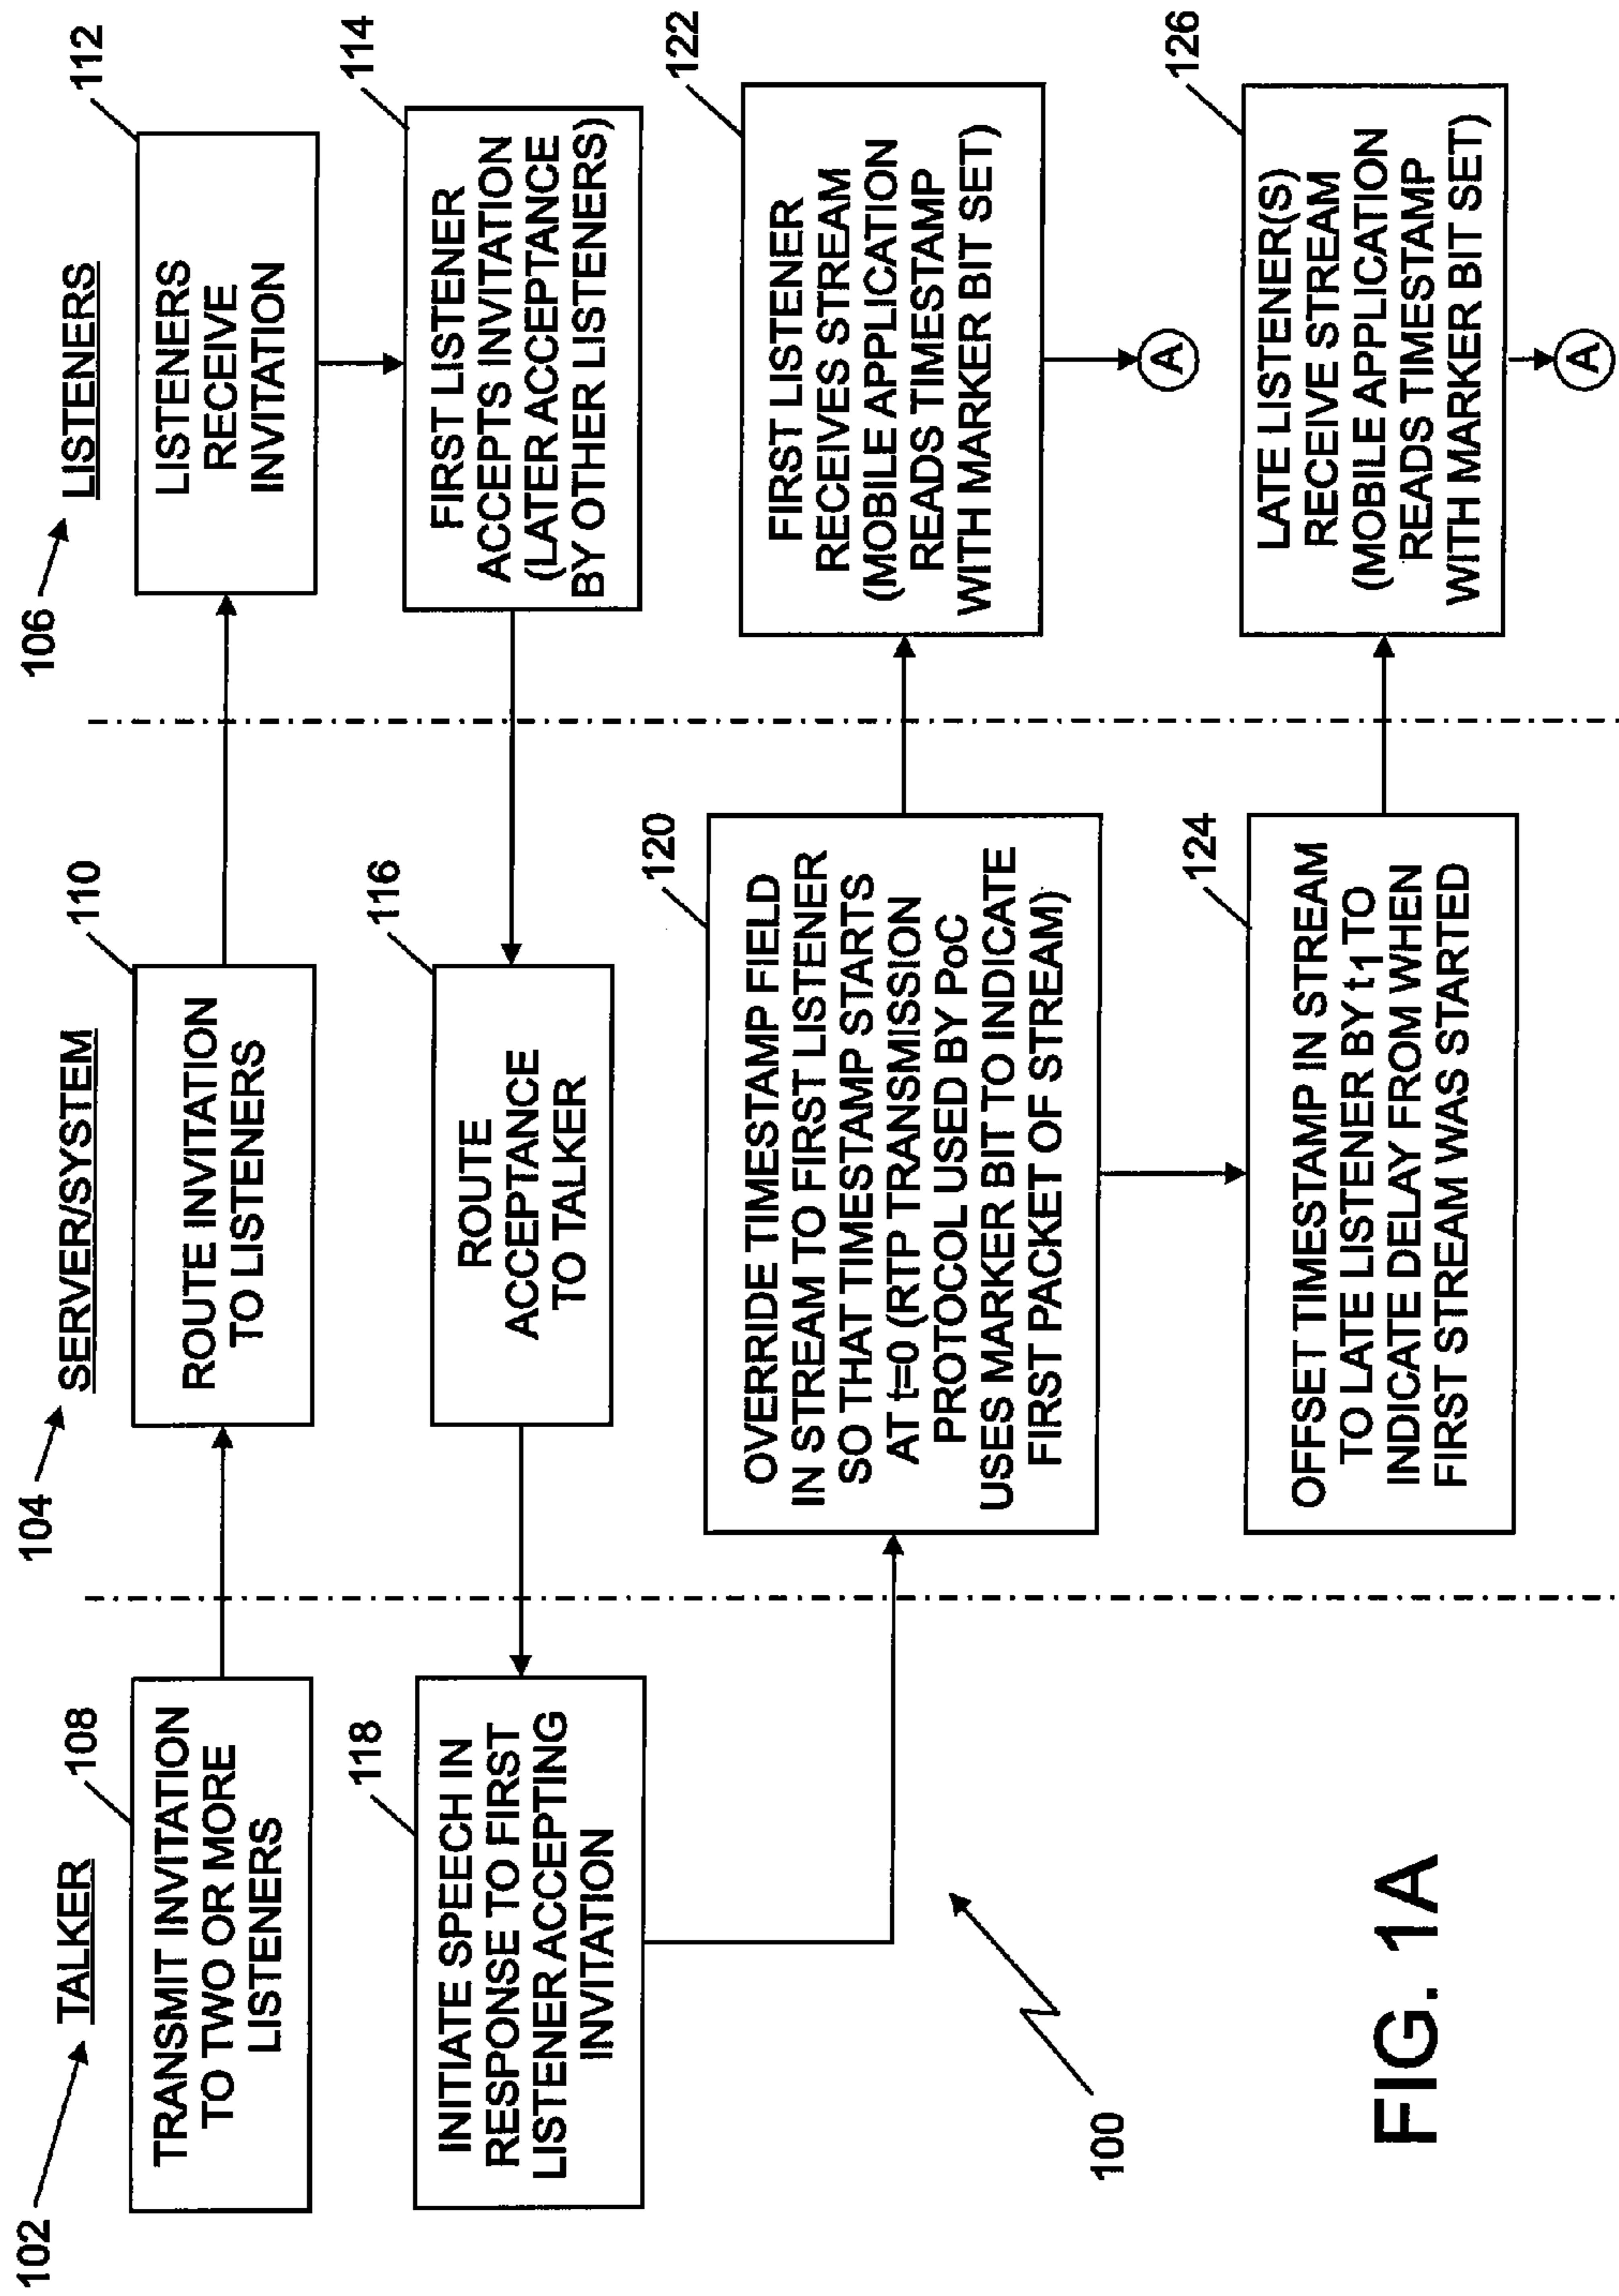 102
TALKER
104
SERVER/SYSTEM
106
LISTENERS
108
TRANSMIT INVITATION
TO TWO OR MORE
LISTENERS
110
ROUTE INVITATION
TO LISTENERS
112
LISTENERS
RECEIVE
INVITATION
114
FIRST LISTENER
ACCEPTS INVITATION
(LATER ACCEPTANCE
BY OTHER LISTENERS)
116
ROUTE
ACCEPTANCE
TO TALKER
118
INITIATE SPEECH IN
RESPONSE TO FIRST
LISTENER ACCEPTING
INVITATION
120
OVERRIDE TIMESTAMP FIELD
IN STREAM TO FIRST LISTENER
SO THAT TIMESTAMP STARTS
AT t=0 (RTP TRANSMISSION
PROTOCOL USED BY PoC
USES MARKER BIT TO INDICATE
FIRST PACKET OF STREAM)
122
FIRST LISTENER
RECEIVES STREAM
(MOBILE APPLICATION
READS TIMESTAMP
WITH MARKER BIT SET)
A
124
OFFSET TIMESTAMP IN STREAM
TO LATE LISTENER BY t1 TO
INDICATE DELAY FROM WHEN
FIRST STREAM WAS STARTED
126
LATE LISTENER(S)
RECEIVE STREAM
(MOBILE APPLICATION
READS TIMESTAMP
WITH MARKER BIT SET)
A
100
FIG. 1A